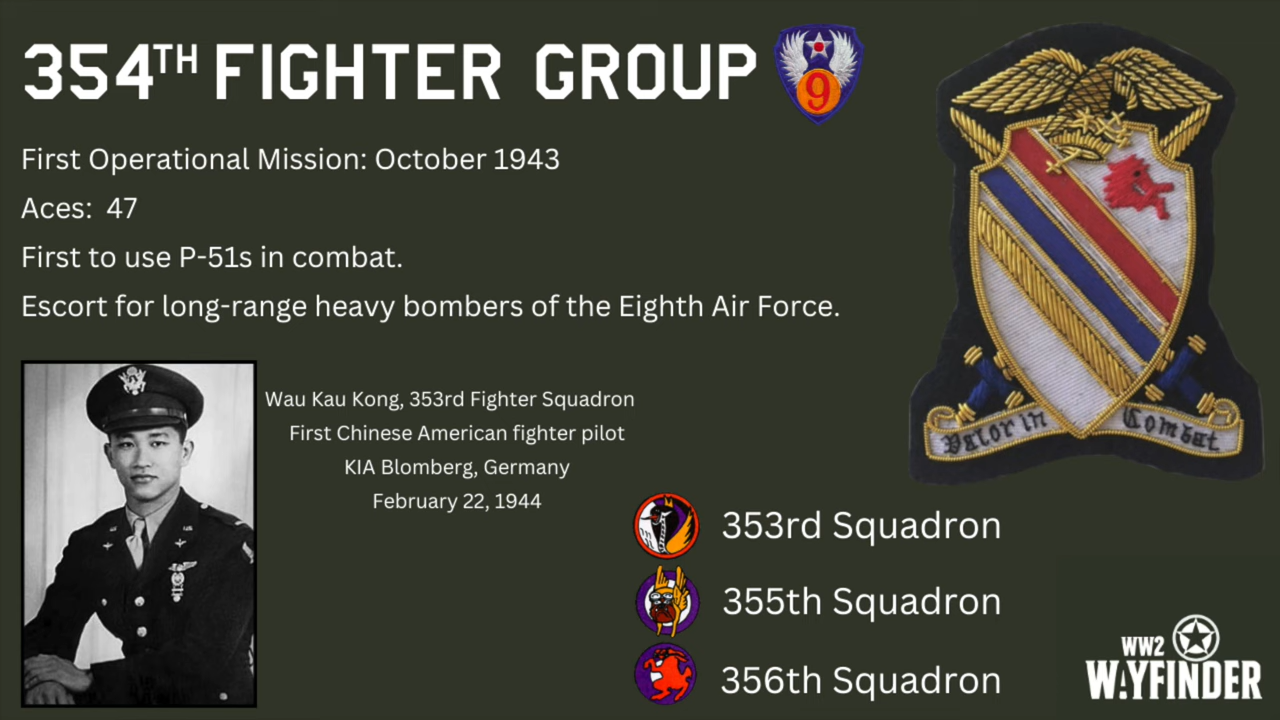 354TH FIGHTER GROUP
9
First Operational Mission: October 1943
Aces: 47
First to use P-51s in combat.
Escort for long-range heavy bombers of the Eighth Air Force.
Valor in Combat
Wau Kau Kong, 353rd Fighter Squadron
First Chinese American fighter pilot
KIA Blomberg, Germany
February 22, 1944
353rd Squadron
355th Squadron
356th Squadron
WW2
WAYFINDER